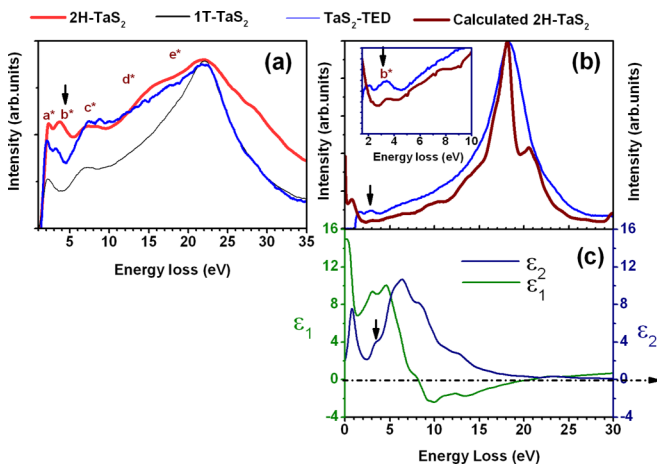 2H-TaS2 1T-TaS2 TaS2-TED Calculated 2H-TaS2
(a)
a* b* c* d* e*
Intensity (arb.units)
5 10 15 20 25 30 35
Energy loss (eV)
(b)
b*
2 4 6 8 10
Energy loss (eV)
Intensity (arb.units)
Intensity (arb.units)
(c)
ε2
ε1
16 12 8 4 0 -4
ε1
16 12 8 4 0 -4
ε2
0 5 10 15 20 25 30
Energy Loss (eV)